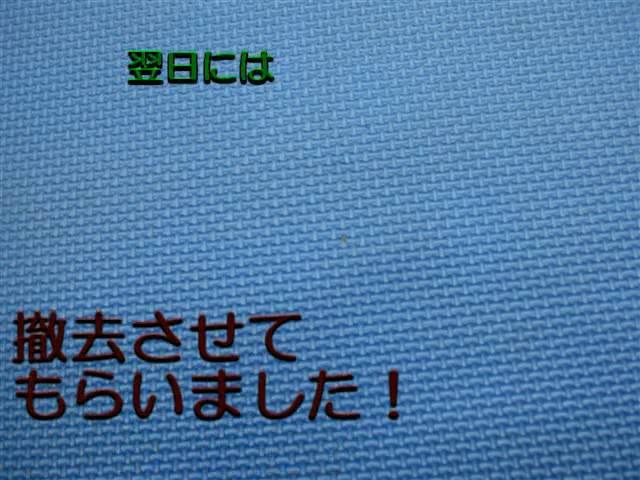 翌日には
撤去させて
もらいました！